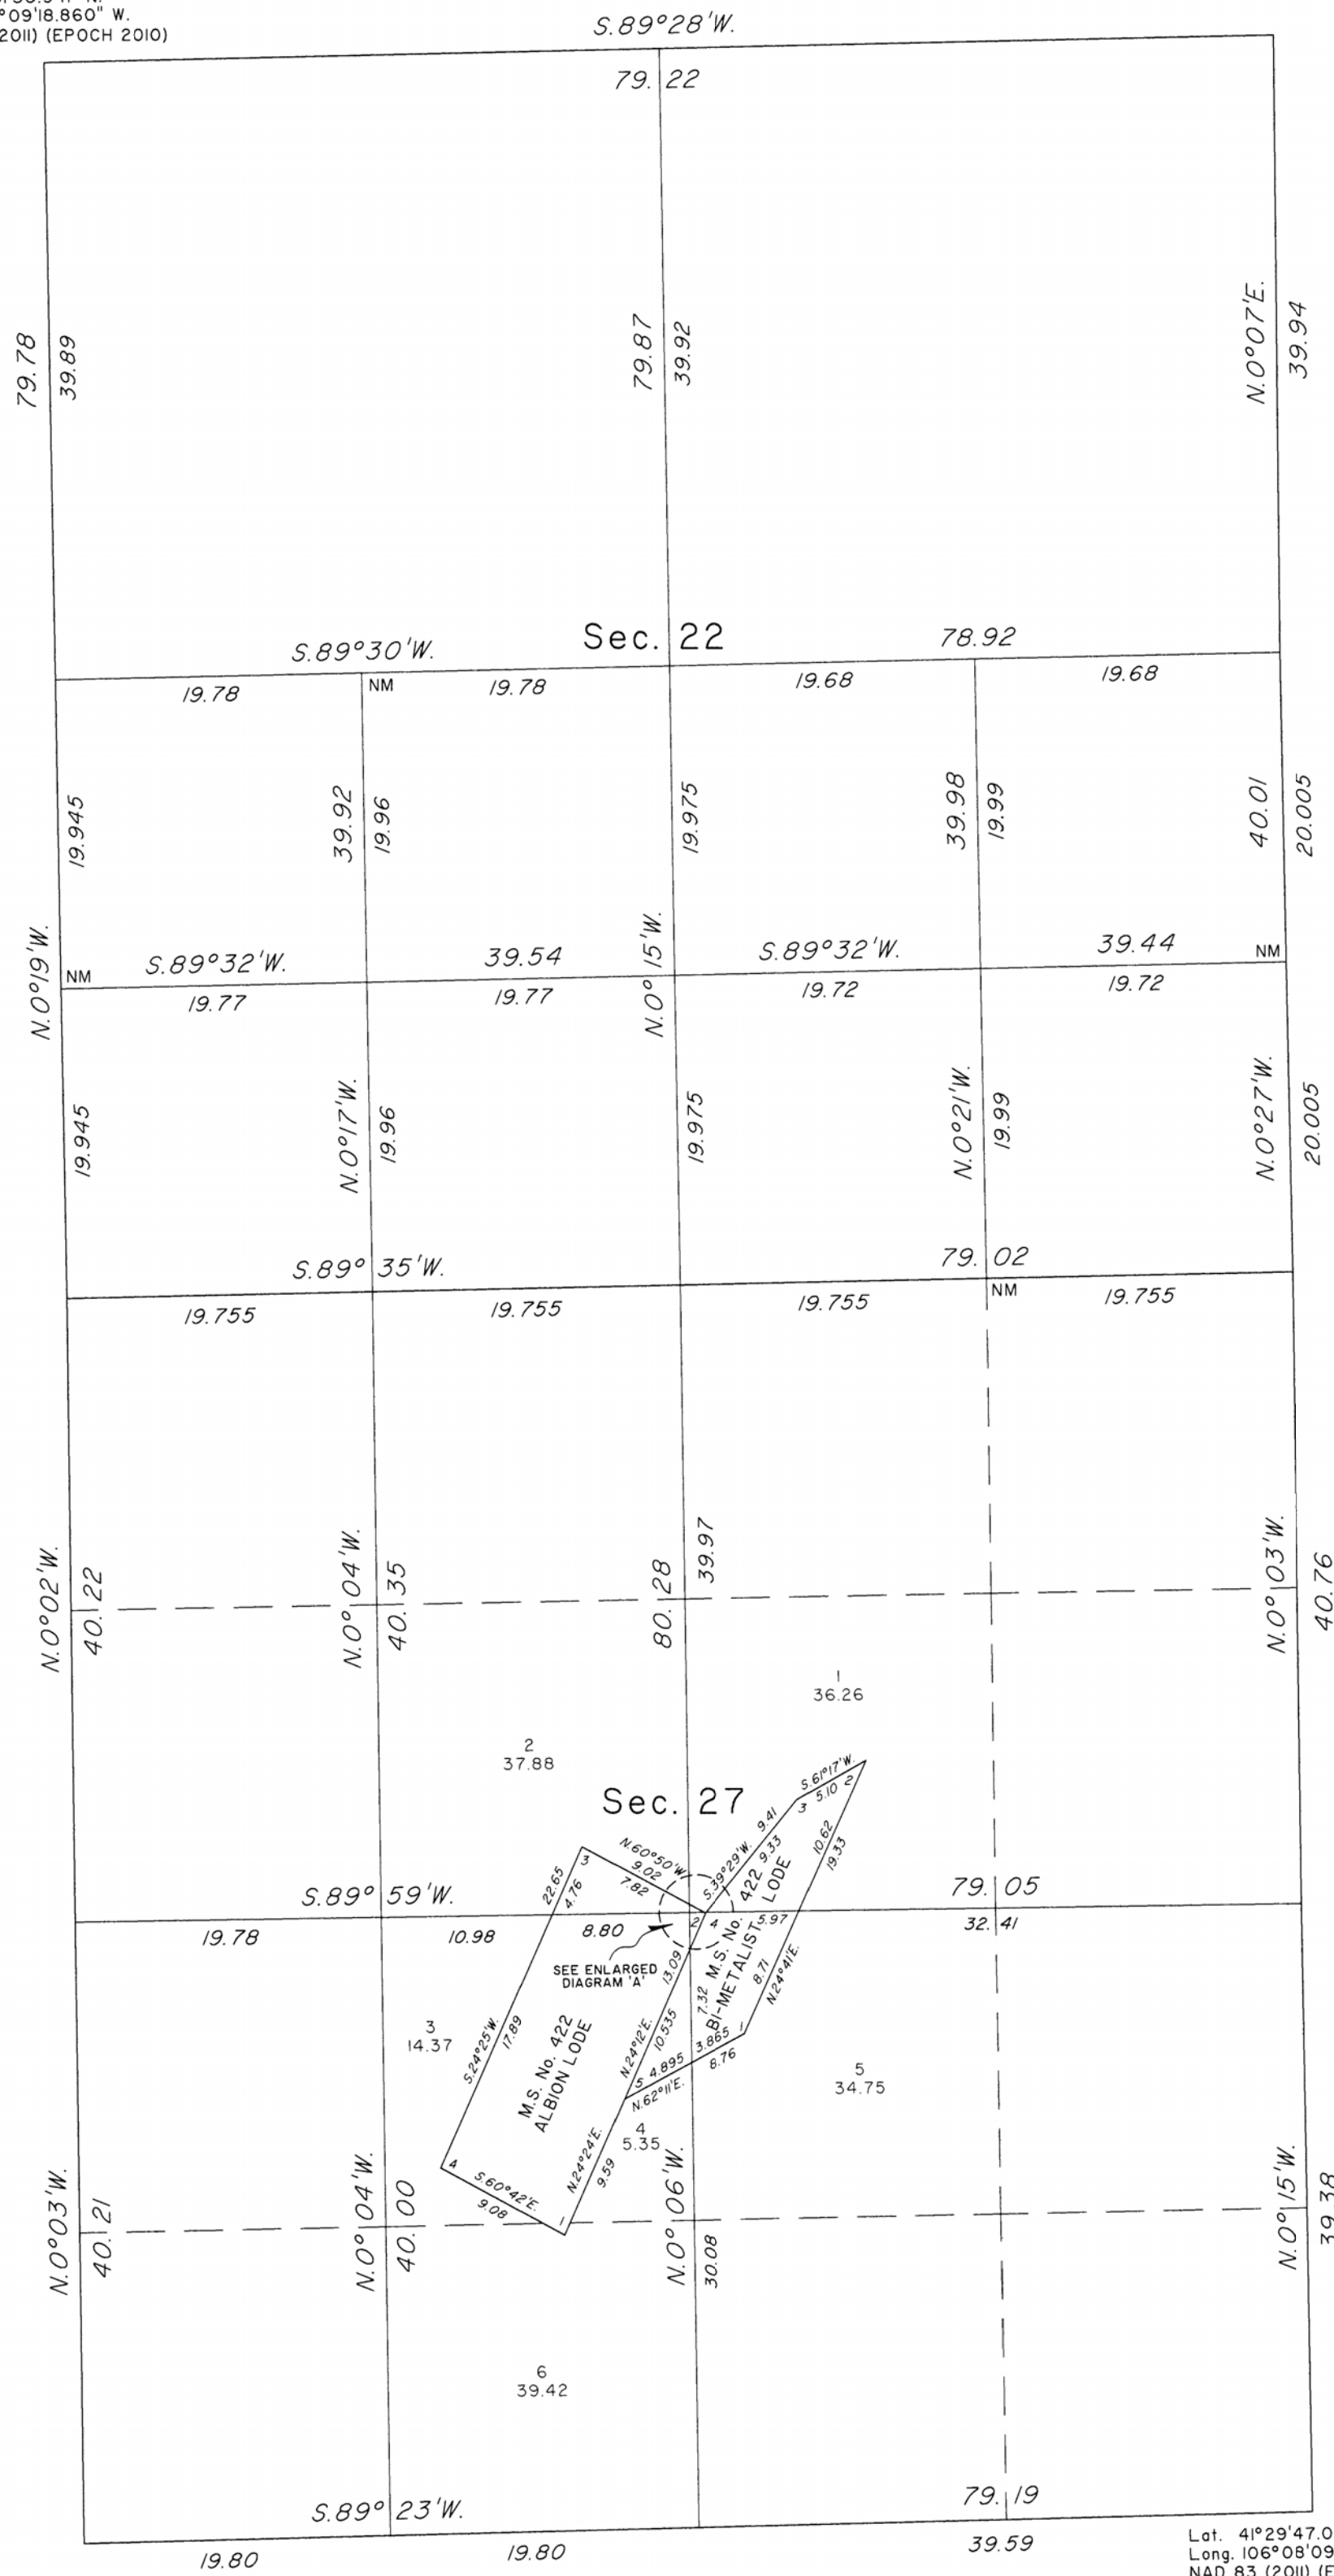 °09'18.860" W.
2011) (EPOCH 2010)
S.89°28'W.
79.22
79.78
39.89
79.87
39.92
N.0°07'E.
39.94
Sec. 22
S.89°30'W.
78.92
19.78
NM
19.78
19.68
19.68
19.945
39.92
19.96
19.975
39.98
19.99
40.01
20.005
N.0°19'W.
NM
S.89°32'W.
39.54
N.0°15'W.
S.89°32'W.
39.44
NM
19.77
19.77
19.72
19.72
19.945
N.0°17'W.
19.96
19.975
N.0°21'W.
19.99
N.0°27'W.
20.005
S.89°35'W.
79.02
19.755
19.755
19.755
NM
19.755
N.0°02'W.
40.22
N.0°04'W.
40.35
80.28
39.97
N.0°03'W.
40.76
1
36.26
2
37.88
Sec. 27
S.61°17'W.
5.10
2
3
9.41
9.33
S.39°29'W.
10.62
19.33
N.60°50'W.
9.02
7.82
3
22.65
4.76
S.89°59'W.
79.05
19.78
10.98
8.80
2
4
5.97
32.41
SEE ENLARGED
DIAGRAM 'A'
13.09
M.S. No. 422
BI-METALIST LODE
7.32
8.71
N.24°41'E.
3
14.37
S.24°25'W.
17.89
M.S. No. 422
ALBION LODE
N.24°12'E.
10.535
3.865
1
5
4.895
8.76
N.62°11'E.
5
34.75
4
5.35
N.24°24'E.
9.59
4
S.60°42'E.
9.08
1
N.0°03'W.
40.21
N.0°04'W.
40.00
N.0°06'W.
30.08
N.0°15'W.
39.38
6
39.42
S.89°23'W.
79.19
19.80
19.80
39.59
Lat. 41°29'47.0
Long. 106°08'09
NAD 83 (2011) (E